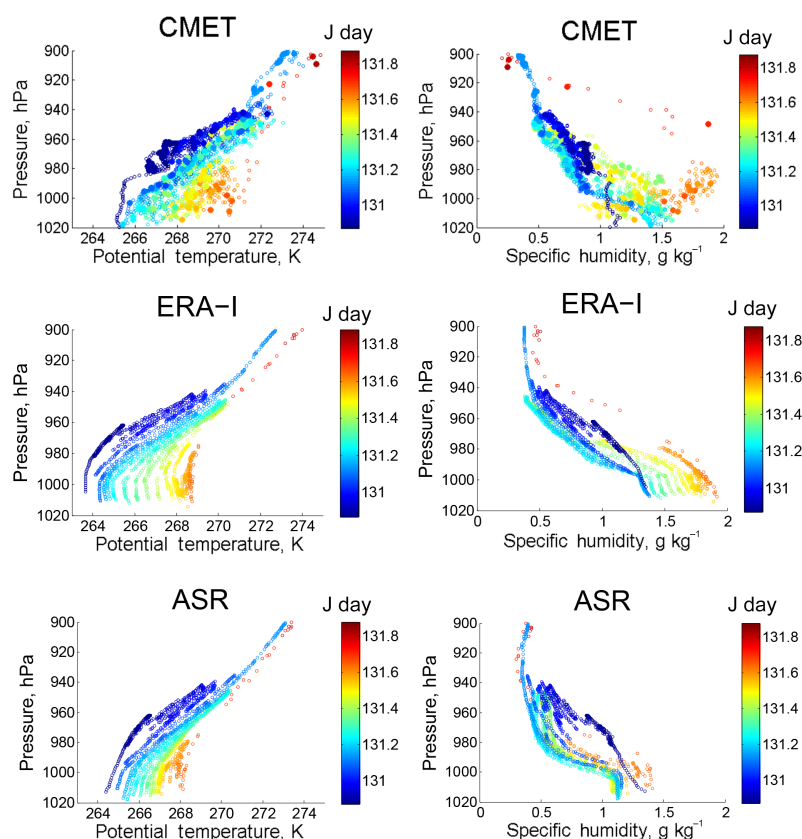 CMET
J day
900
920
940
960
980
1000
1020
Pressure, hPa
264 266 268 270 272 274
Potential temperature, K
131.8
131.6
131.4
131.2
131
CMET
J day
900
920
940
960
980
1000
1020
Pressure, hPa
0 0.5 1 1.5 2
Specific humidity, g kg⁻¹
131.8
131.6
131.4
131.2
131
ERA−I
J day
900
920
940
960
980
1000
1020
Pressure, hPa
264 266 268 270 272 274
Potential temperature, K
131.8
131.6
131.4
131.2
131
ERA−I
J day
900
920
940
960
980
1000
1020
Pressure, hPa
0 0.5 1 1.5 2
Specific humidity, g kg⁻¹
131.8
131.6
131.4
131.2
131
ASR
J day
900
920
940
960
980
1000
1020
Pressure, hPa
264 266 268 270 272 274
Potential temperature, K
131.8
131.6
131.4
131.2
131
ASR
J day
900
920
940
960
980
1000
1020
Pressure, hPa
0 0.5 1 1.5 2
Specific humidity, g kg⁻¹
131.8
131.6
131.4
131.2
131